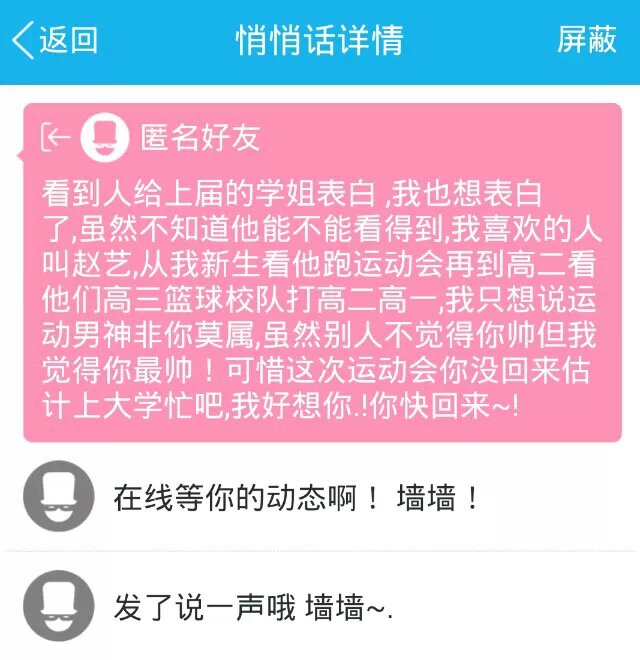 返回
悄悄话详情
屏蔽
匿名好友
看到人给上届的学姐表白 ,我也想表白
了,虽然不知道他能不能看得到,我喜欢的人
叫赵艺,从我新生看他跑运动会再到高二看
他们高三篮球校队打高二高一,我只想说运
动男神非你莫属,虽然别人不觉得你帅但我
觉得你最帅！可惜这次运动会你没回来估
计上大学忙吧,我好想你.!你快回来~!
在线等你的动态啊！ 墙墙！
发了说一声哦 墙墙~.